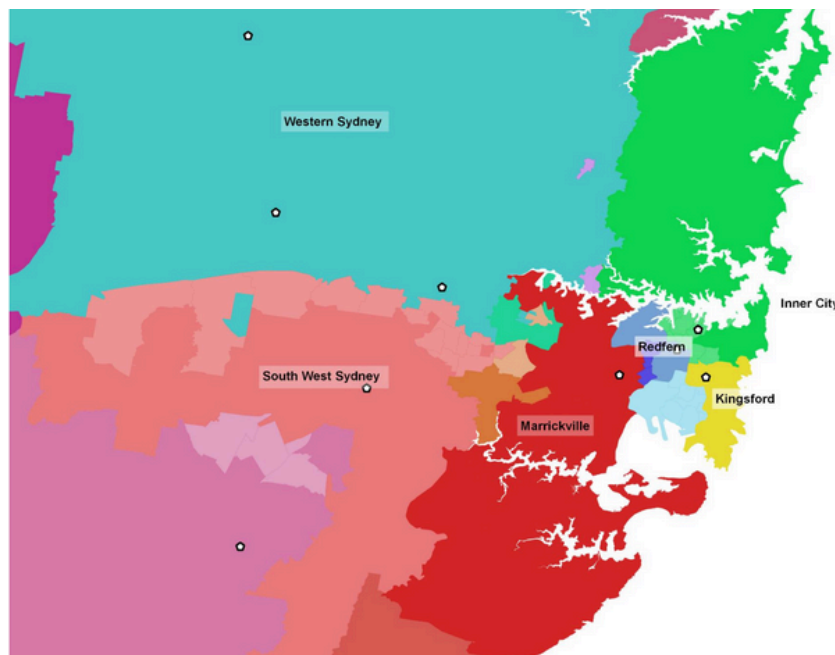 Western Sydney
Inner City
Redfern
South West Sydney
Kingsford
Marrickville